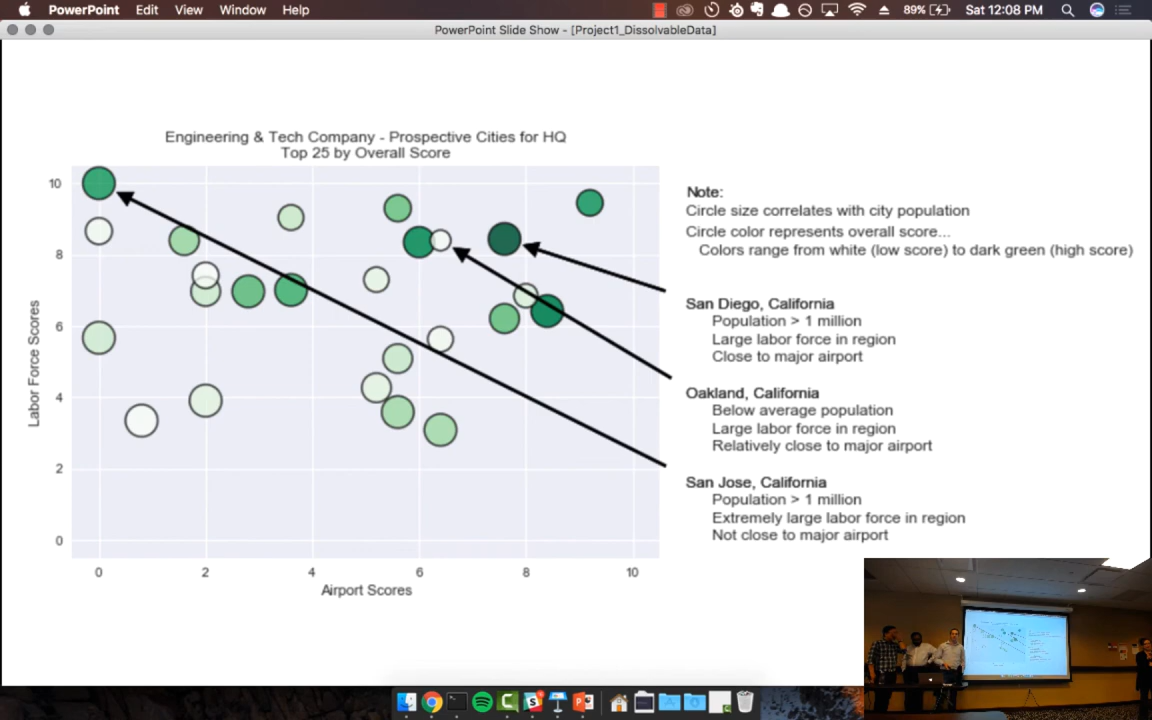 PowerPoint Edit View Window Help 89% Sat 12:08 PM
PowerPoint Slide Show - [Project1_DissolvableData]
Engineering & Tech Company - Prospective Cities for HQ
Top 25 by Overall Score
10
8
6
4
2
0
Labor Force Scores
0 2 4 6 8 10
Airport Scores
Note:
Circle size correlates with city population
Circle color represents overall score...
Colors range from white (low score) to dark green (high score)
San Diego, California
Population > 1 million
Large labor force in region
Close to major airport
Oakland, California
Below average population
Large labor force in region
Relatively close to major airport
San Jose, California
Population > 1 million
Extremely large labor force in region
Not close to major airport